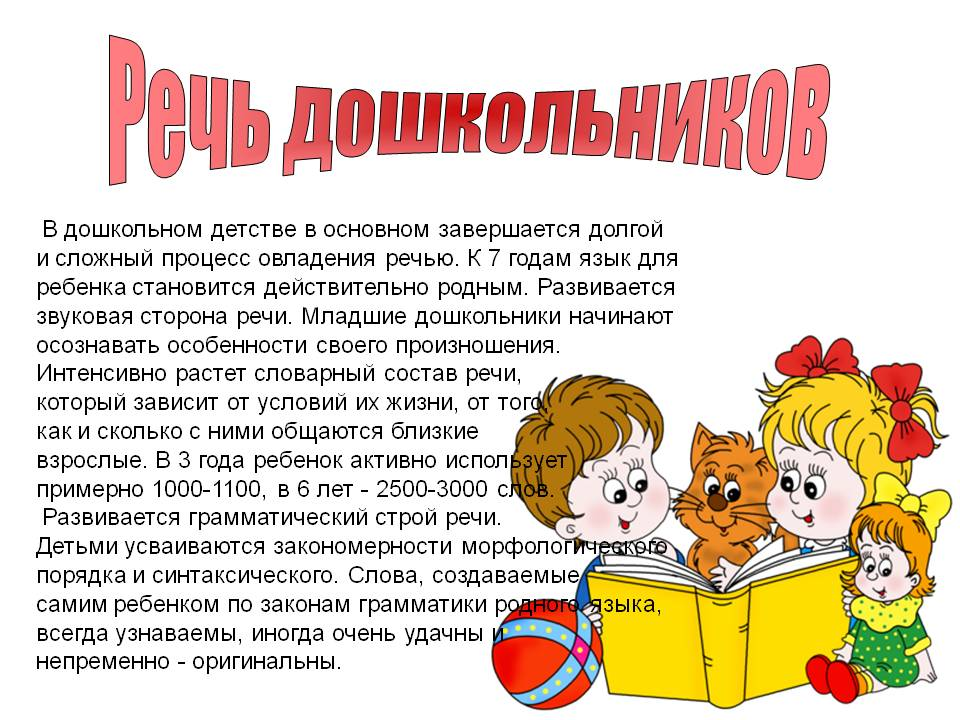 Речь дошкольников
В дошкольном детстве в основном завершается долгой
и сложный процесс овладения речью. К 7 годам язык для
ребенка становится действительно родным. Развивается
звуковая сторона речи. Младшие дошкольники начинают
осознавать особенности своего произношения.
Интенсивно растет словарный состав речи,
который зависит от условий их жизни, от того,
как и сколько с ними общаются близкие
взрослые. В 3 года ребенок активно использует
примерно 1000-1100, в 6 лет - 2500-3000 слов.
Развивается грамматический строй речи.
Детьми усваиваются закономерности морфологического
порядка и синтаксического. Слова, создаваемые
самим ребенком по законам грамматики родного языка,
всегда узнаваемы, иногда очень удачны и
непременно - оригинальны.